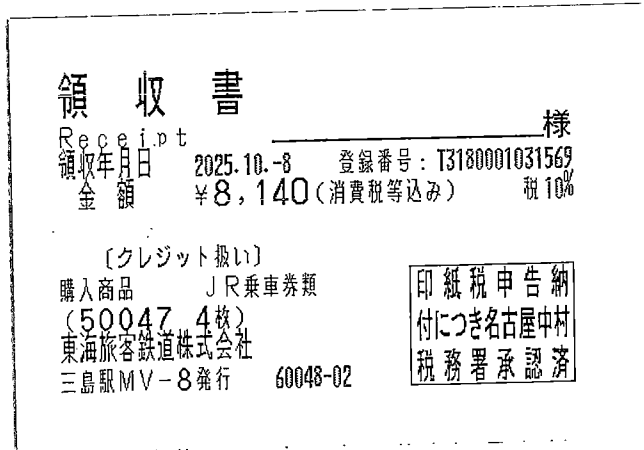 領収書
Receipt 様
領収年月日 2025.10.-8 登録番号：T3180001031569
金額 ¥8,140(消費税等込み) 税10%
〔クレジット扱い〕
購入商品 JR乗車券類
(50047 4枚)
東海旅客鉄道株式会社
三島駅MV-8発行 60048-02
印紙税申告納
付につき名古屋中村
税務署承認済